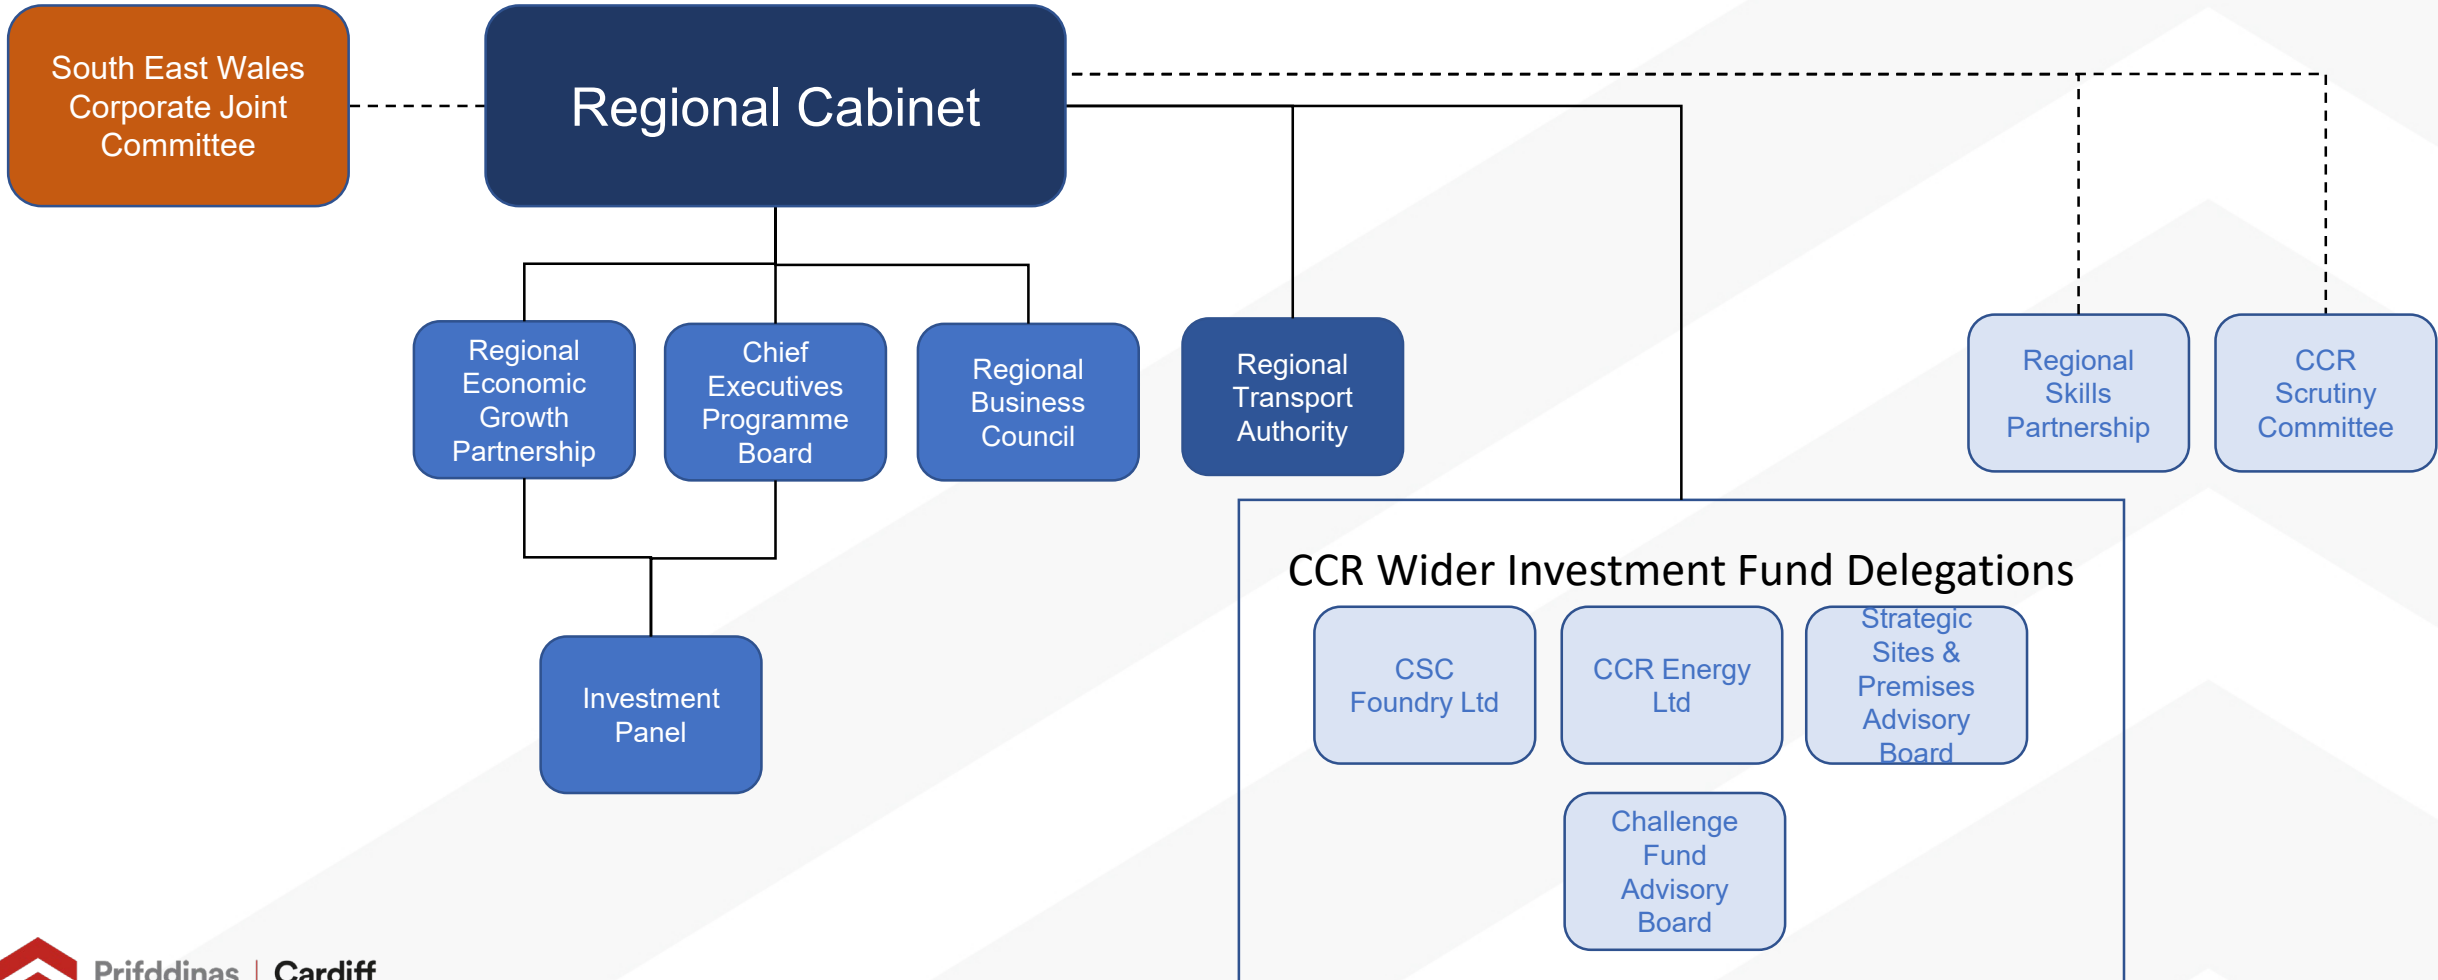 South East Wales
Corporate Joint
Committee
Regional Cabinet
Regional
Economic
Growth
Partnership
Chief
Executives
Programme
Board
Regional
Business
Council
Regional
Transport
Authority
Regional
Skills
Partnership
CCR
Scrutiny
Committee
Investment
Panel
CCR Wider Investment Fund Delegations
CSC
Foundry Ltd
CCR Energy
Ltd
Strategic
Sites &
Premises
Advisory
Board
Challenge
Fund
Advisory
Board
Prifddinas | Cardiff